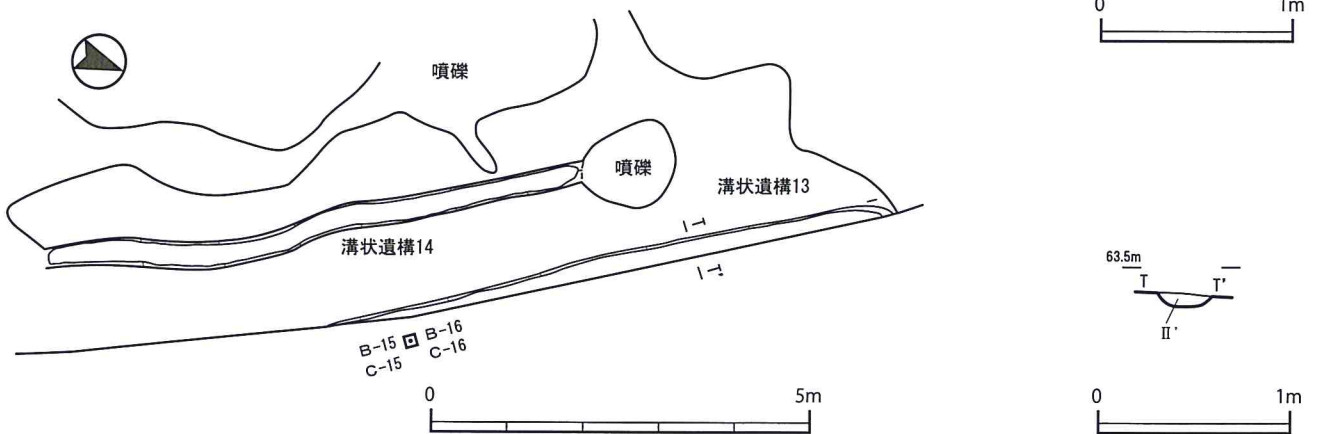 0 1m
噴礫
噴礫
溝状遺構13
溝状遺構14
T
T'
63.5m
T T'
Ⅱ'
B-15 B-16
C-15 C-16
0 5m
0 1m